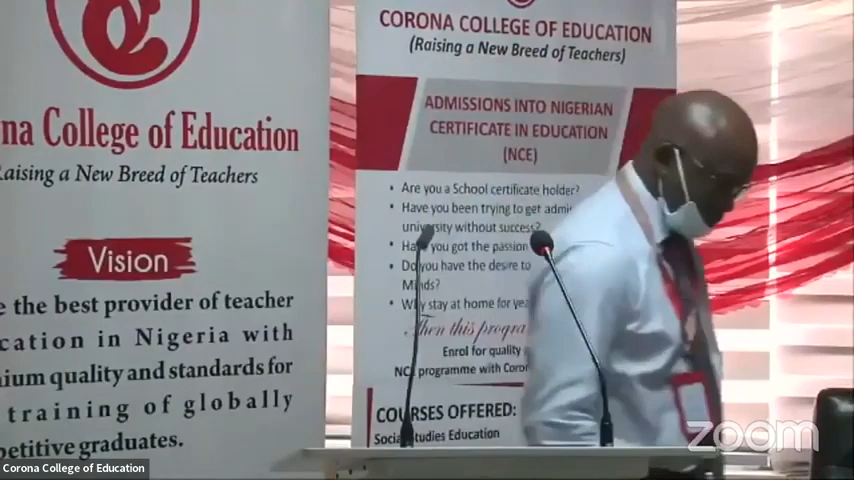 na College of Education
Raising a New Breed of Teachers
Vision
e the best provider of teacher
cation in Nigeria with
ium quality and standards for
training of globally
petitive graduates.
CORONA COLLEGE OF EDUCATION
(Raising a New Breed of Teachers)
ADMISSIONS INTO NIGERIAN
CERTIFICATE IN EDUCATION
(NCE)
• Are you a School certificate holder?
• Have you been trying to get admi
university without success?
• Have you got the passion
• Do you have the desire to
Minds?
• Why stay at home for yea
Then this progra
Enrol for quality
NCE programme with Coron
COURSES OFFERED:
Social Studies Education
zoom
Corona College of Education